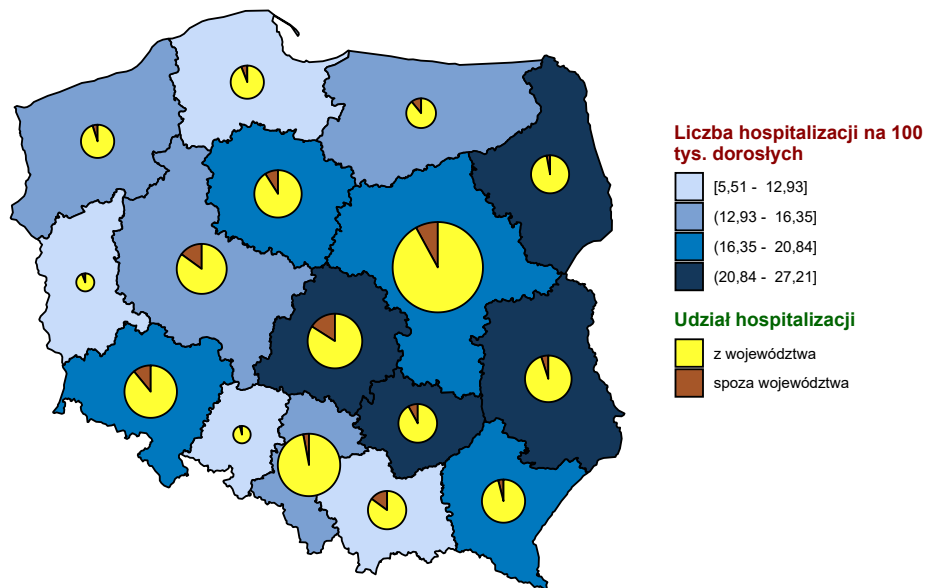 Liczba hospitalizacji na 100
tys. dorosłych
[5,51 - 12,93]
(12,93 - 16,35]
(16,35 - 20,84]
(20,84 - 27,21]
Udział hospitalizacji
z województwa
spoza województwa